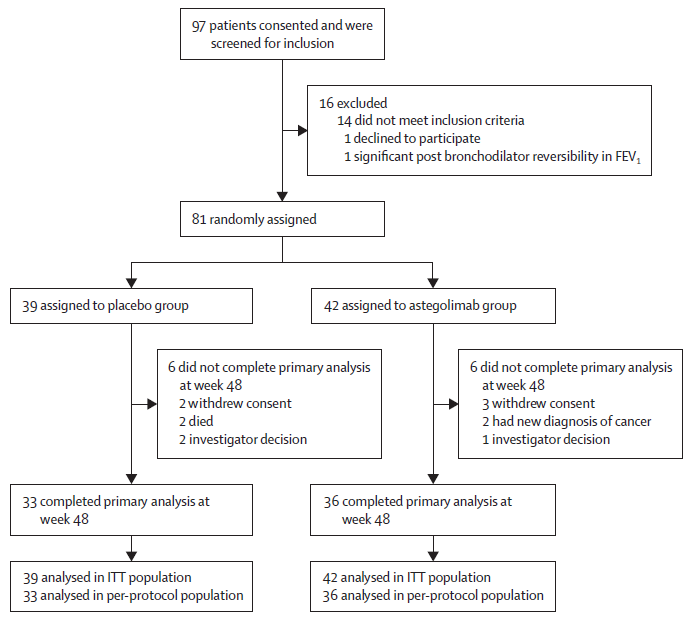 97 patients consented and were
screened for inclusion
16 excluded
14 did not meet inclusion criteria
1 declined to participate
1 significant post bronchodilator reversibility in FEV₁
81 randomly assigned
39 assigned to placebo group
42 assigned to astegolimab group
6 did not complete primary analysis
at week 48
2 withdrew consent
2 died
2 investigator decision
6 did not complete primary analysis
at week 48
3 withdrew consent
2 had new diagnosis of cancer
1 investigator decision
33 completed primary analysis at
week 48
36 completed primary analysis at
week 48
39 analysed in ITT population
33 analysed in per-protocol population
42 analysed in ITT population
36 analysed in per-protocol population